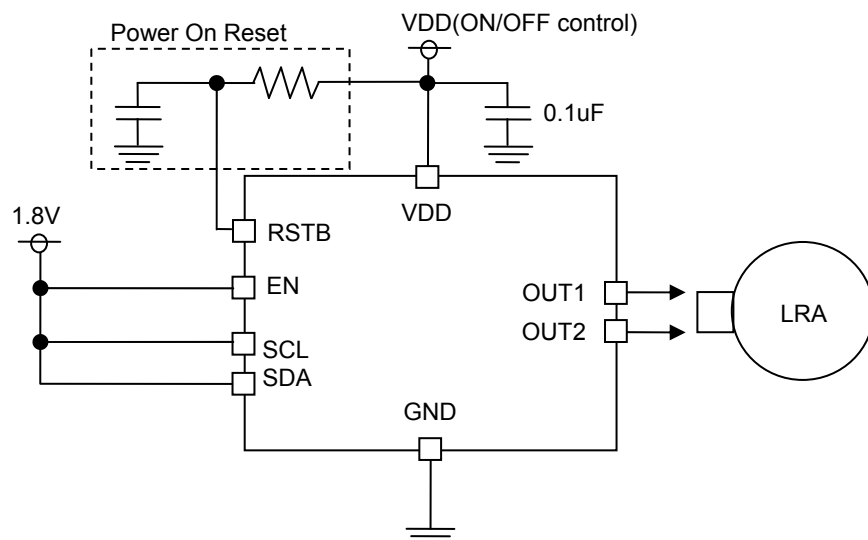 Power On Reset
VDD(ON/OFF control)
0.1uF
VDD
1.8V
RSTB
EN
OUT1
LRA
OUT2
SCL
SDA
GND